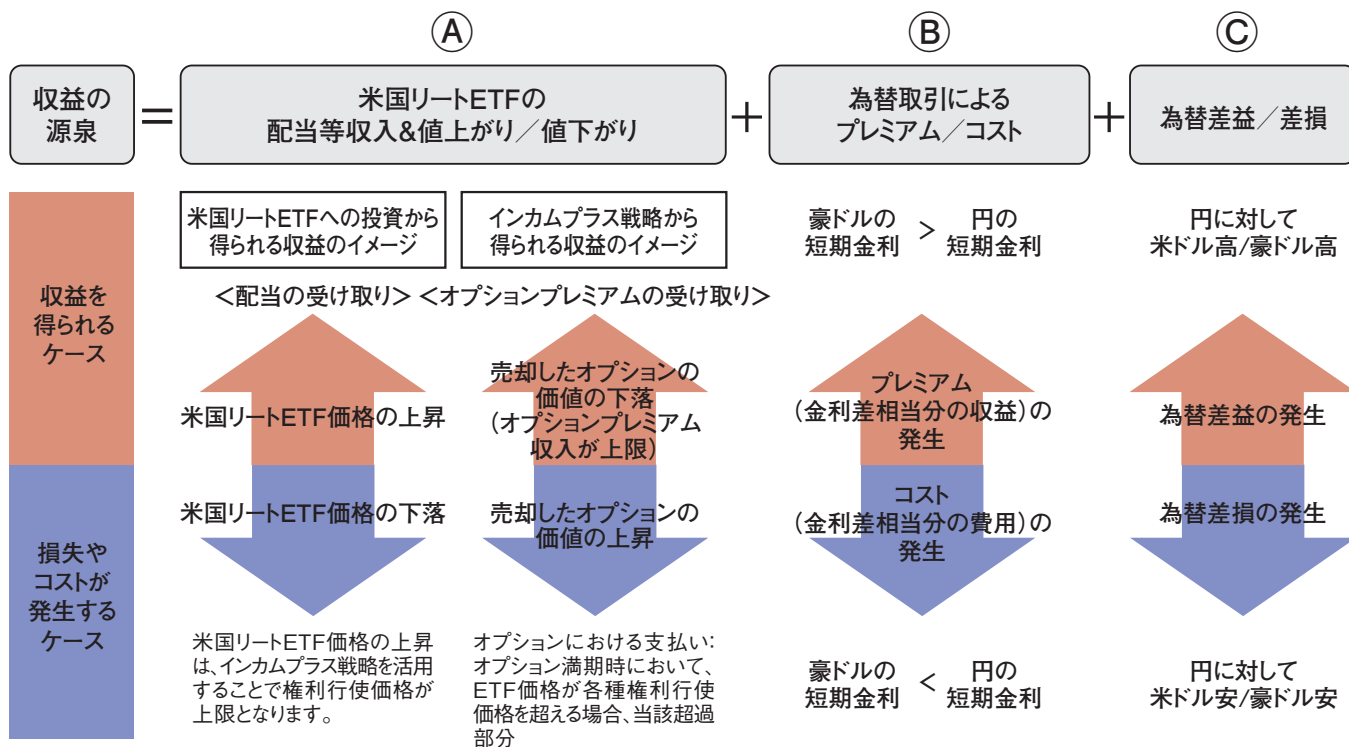 Ⓐ
Ⓑ
Ⓒ
収益の
源泉
=
米国リートETFの
配当等収入&値上がり／値下がり
+
為替取引による
プレミアム／コスト
+
為替差益／差損
収益を
得られる
ケース
米国リートETFへの投資から
得られる収益のイメージ
インカムプラス戦略から
得られる収益のイメージ
＜配当の受け取り＞
＜オプションプレミアムの受け取り＞
米国リートETF価格の上昇
売却したオプションの
価値の下落
(オプションプレミアム
収入が上限)
豪ドルの
短期金利
>
円の
短期金利
プレミアム
(金利差相当分の収益)の
発生
円に対して
米ドル高/豪ドル高
為替差益の発生
損失や
コストが
発生する
ケース
米国リートETF価格の下落
売却したオプションの
価値の上昇
コスト
(金利差相当分の費用)の
発生
為替差損の発生
米国リートETF価格の上昇
は、インカムプラス戦略を活用
することで権利行使価格が
上限となります。
オプションにおける支払い：
オプション満期時において、
ETF価格が各種権利行使
価格を超える場合、当該超過
部分
豪ドルの
短期金利
<
円の
短期金利
円に対して
米ドル安/豪ドル安